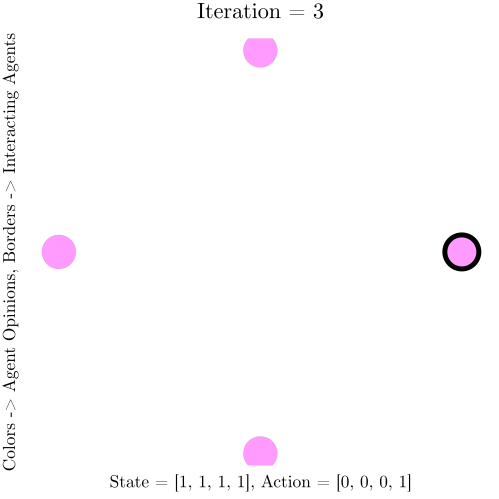 Iteration = 3
Colors -> Agent Opinions, Borders -> Interacting Agents
State = [1, 1, 1, 1], Action = [0, 0, 0, 1]